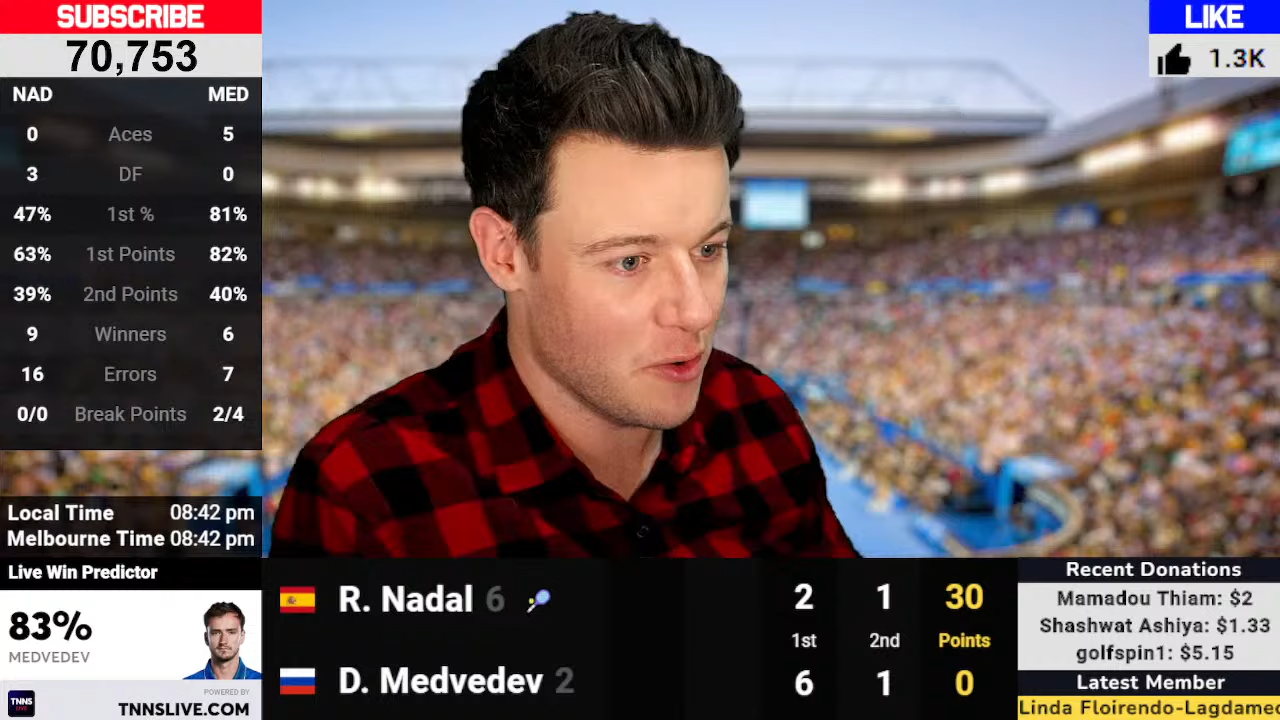 SUBSCRIBE
70,753
NAD MED
0 Aces 5
3 DF 0
47% 1st % 81%
63% 1st Points 82%
39% 2nd Points 40%
9 Winners 6
16 Errors 7
0/0 Break Points 2/4
Local Time 08:42 pm
Melbourne Time 08:42 pm
Live Win Predictor
83%
MEDVEDEV
TNNS
LIVE
POWERED BY
TNNSLIVE.COM
LIKE
1.3K
R. Nadal 6 2 1 30
1st 2nd Points
D. Medvedev 2 6 1 0
Recent Donations
Mamadou Thiam: $2
Shashwat Ashiya: $1.33
golfspin1: $5.15
Latest Member
Linda Floirendo-Lagdameo